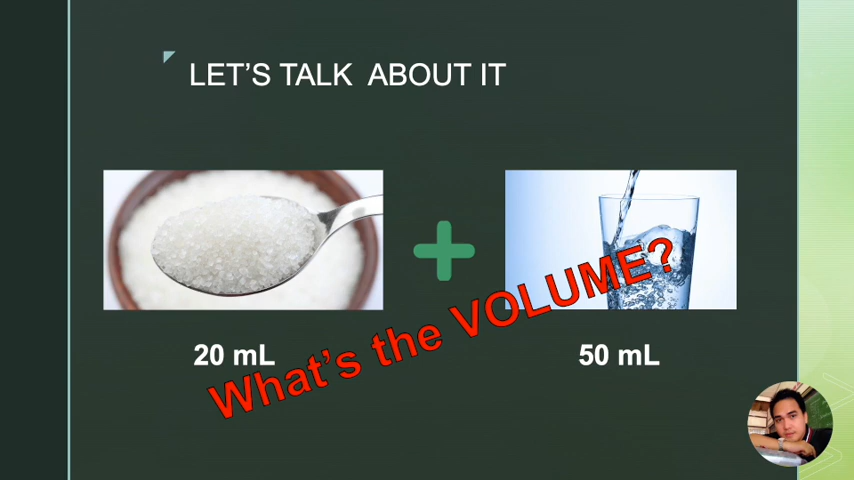 LET’S TALK  ABOUT IT
20 mL
50 mL
What’s the VOLUME?